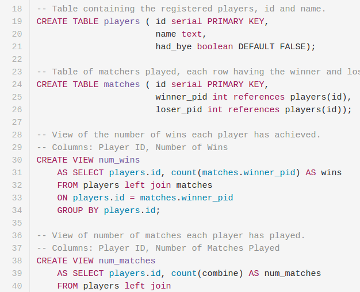 18 -- Table containing the registered players, id and name.
19 CREATE TABLE players ( id serial PRIMARY KEY,
20 name text,
21 had_bye boolean DEFAULT FALSE);
22
23 -- Table of matchers played, each row having the winner and
24 CREATE TABLE matches ( id serial PRIMARY KEY,
25 winner_pid int references players(id),
26 loser_pid int references players(id));
27
28 -- View of the number of wins each player has achieved.
29 -- Columns: Player ID, Number of Wins
30 CREATE VIEW num_wins
31 AS SELECT players.id, count(matches.winner_pid) AS wins
32 FROM players left join matches
33 ON players.id = matches.winner_pid
34 GROUP BY players.id;
35
36 -- View of number of matches each player has played.
37 -- Columns: Player ID, Number of Matches Played
38 CREATE VIEW num_matches
39 AS SELECT players.id, count(combine) AS num_matches
40 FROM players left join